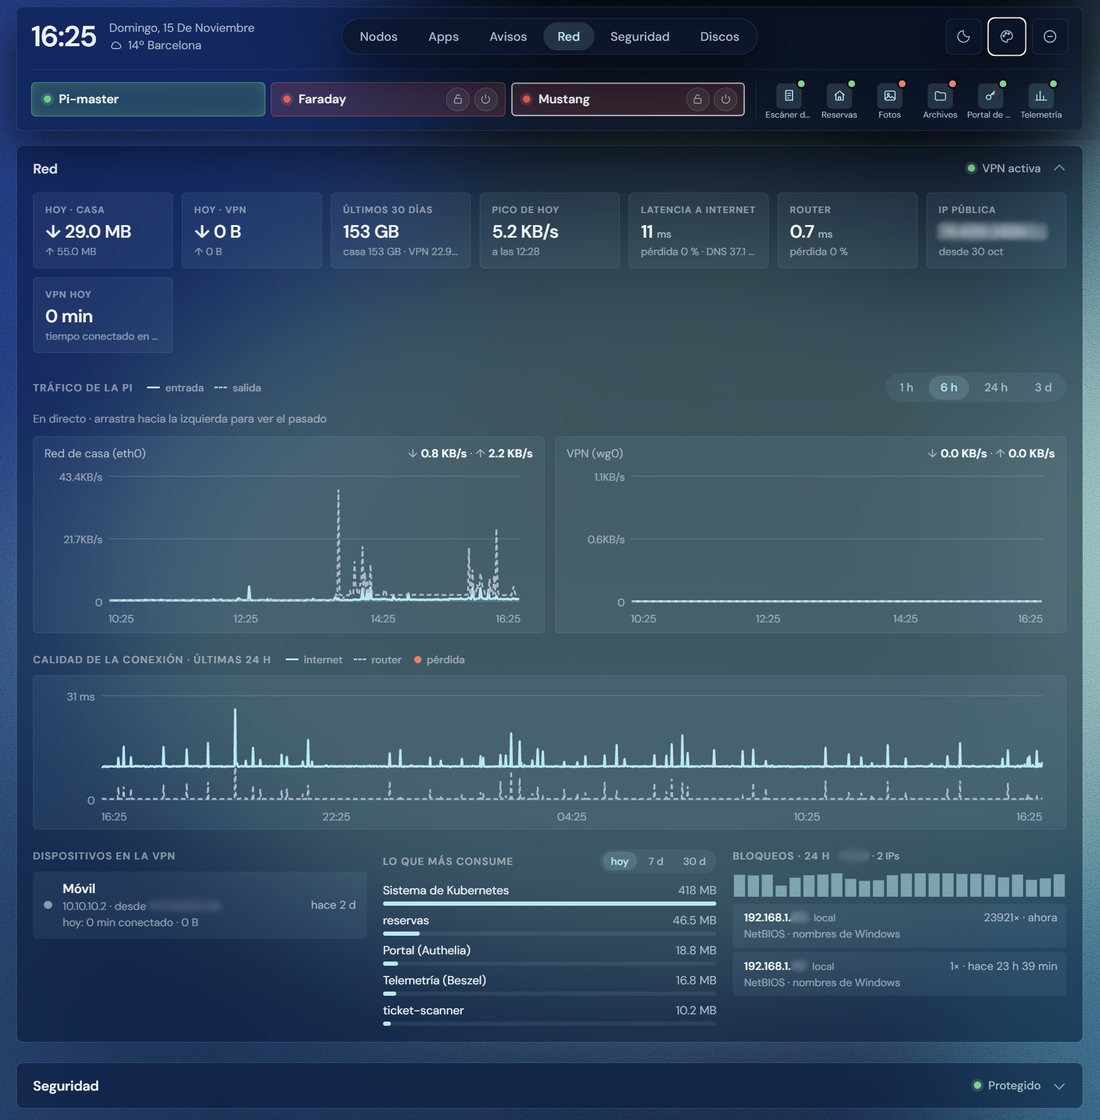 16:25
Domingo, 15 De Noviembre
14º Barcelona
Nodos Apps Avisos Red Seguridad Discos
Pi-master
Faraday
Mustang
Escáner d...
Reservas
Fotos
Archivos
Portal de ...
Telemetría
Red
VPN activa
HOY · CASA
↓ 29.0 MB
↑ 55.0 MB
HOY · VPN
↓ 0 B
↑ 0 B
ÚLTIMOS 30 DÍAS
153 GB
casa 153 GB · VPN 22.9...
PICO DE HOY
5.2 KB/s
a las 12:28
LATENCIA A INTERNET
11 ms
pérdida 0 % · DNS 37.1 ...
ROUTER
0.7 ms
pérdida 0 %
IP PÚBLICA
desde 30 oct
VPN HOY
0 min
tiempo conectado en ...
TRÁFICO DE LA PI
entrada
salida
1 h 6 h 24 h 3 d
En directo · arrastra hacia la izquierda para ver el pasado
Red de casa (eth0)
↓ 0.8 KB/s · ↑ 2.2 KB/s
43.4KB/s
21.7KB/s
0
10:25 12:25 14:25 16:25
VPN (wg0)
↓ 0.0 KB/s · ↑ 0.0 KB/s
1.1KB/s
0.6KB/s
0
10:25 12:25 14:25 16:25
CALIDAD DE LA CONEXIÓN · ÚLTIMAS 24 H
internet
router
pérdida
31 ms
0
16:25 22:25 04:25 10:25 16:25
DISPOSITIVOS EN LA VPN
Móvil
10.10.10.2 · desde
hoy: 0 min conectado · 0 B
hace 2 d
LO QUE MÁS CONSUME
hoy 7 d 30 d
Sistema de Kubernetes 418 MB
reservas 46.5 MB
Portal (Authelia) 18.8 MB
Telemetría (Beszel) 16.8 MB
ticket-scanner 10.2 MB
BLOQUEOS · 24 H · 2 IPs
192.168.1. local 23921× · ahora
NetBIOS · nombres de Windows
192.168.1. local 1× · hace 23 h 39 min
NetBIOS · nombres de Windows
Seguridad
Protegido